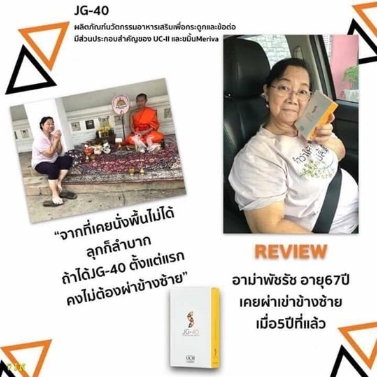 JG-40
ผลิตภัณฑ์นวัตกรรมอาหารเสริมเพื่อกระดูกและข้อต่อ
มีส่วนประกอบสำคัญของ UC-II และขมิ้นMeriva
“จากที่เคยนั่งพื้นไม่ได้
ลุกก็ลำบาก
ถ้าได้JG-40 ตั้งแต่แรก
คงไม่ต้องผ่าข้างซ้าย”
REVIEW
อาม่าพัชรัช อายุ67ปี
เคยผ่าเข่าข้างซ้าย
เมื่อ5ปีที่แล้ว
JG-40
UC-II